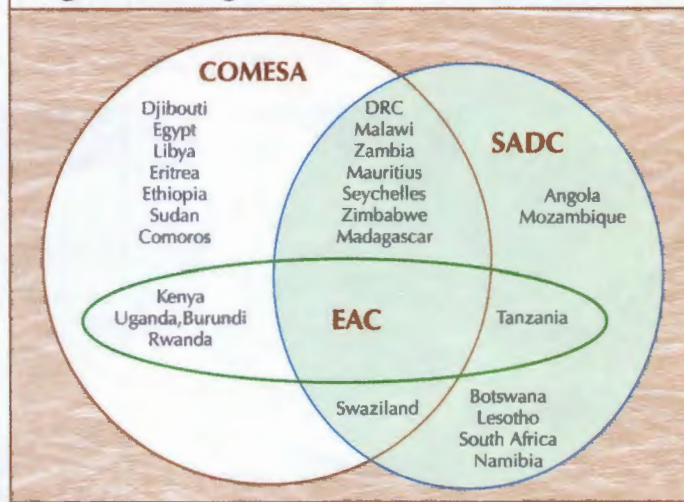 COMESA
Djibouti
Egypt
Libya
Eritrea
Ethiopia
Sudan
Comoros
DRC
Malawi
Zambia
Mauritius
Seychelles
Zimbabwe
Madagascar
SADC
Angola
Mozambique
Kenya
Uganda,Burundi
Rwanda
EAC
Tanzania
Swaziland
Botswana
Lesotho
South Africa
Namibia